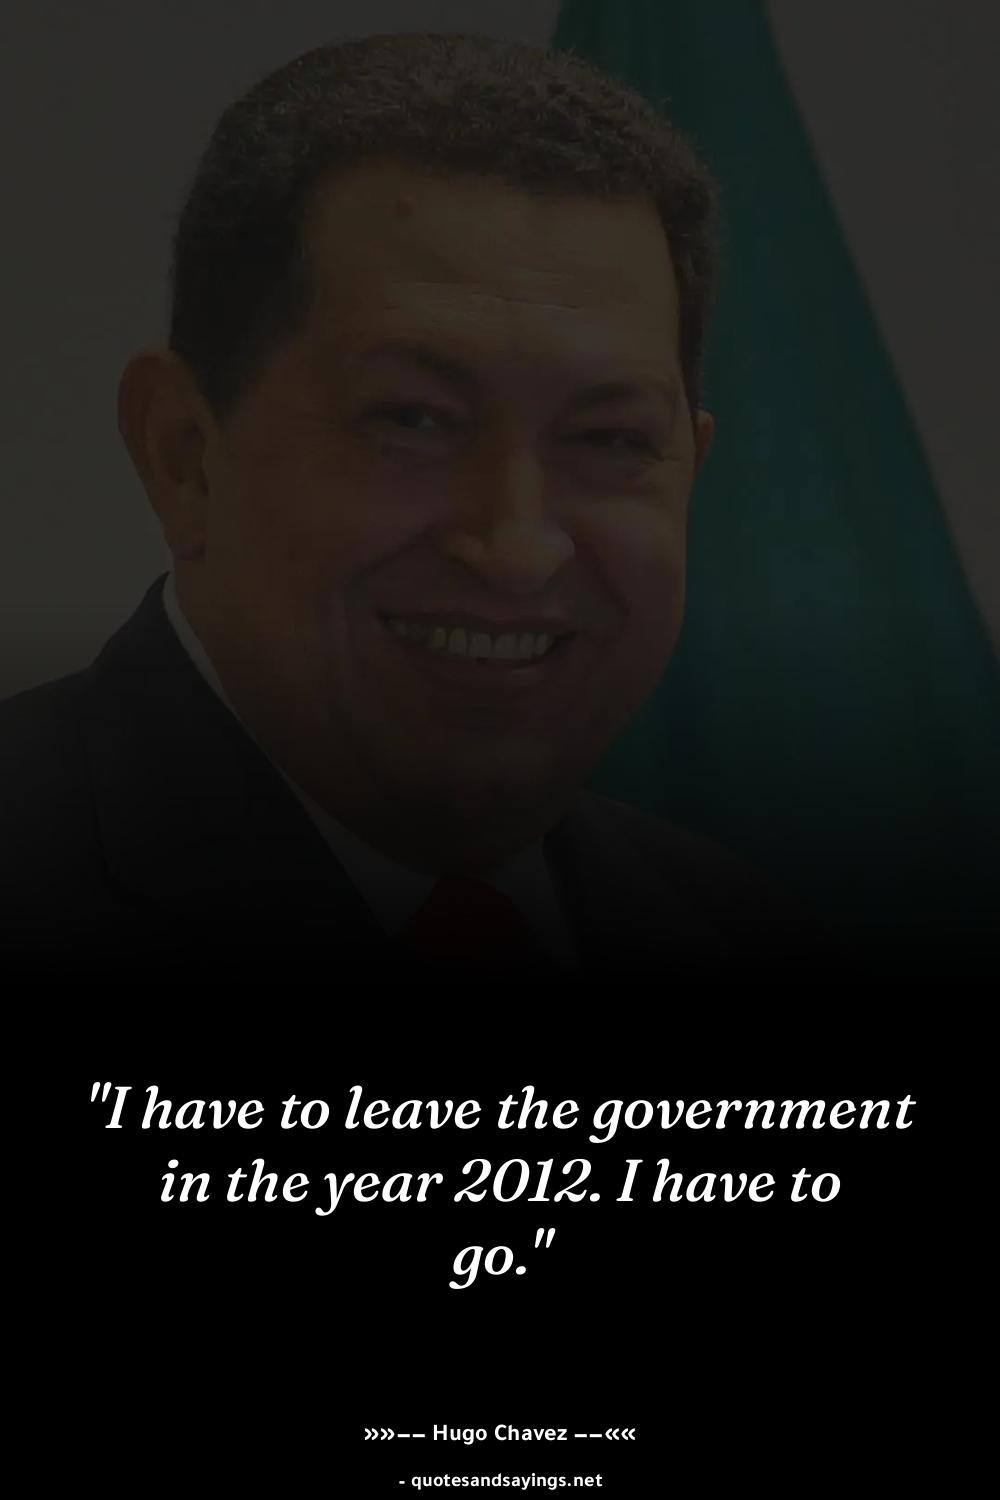 "I have to leave the government
in the year 2012. I have to
go."
»»−− Hugo Chavez −−««
- quotesandsayings.net